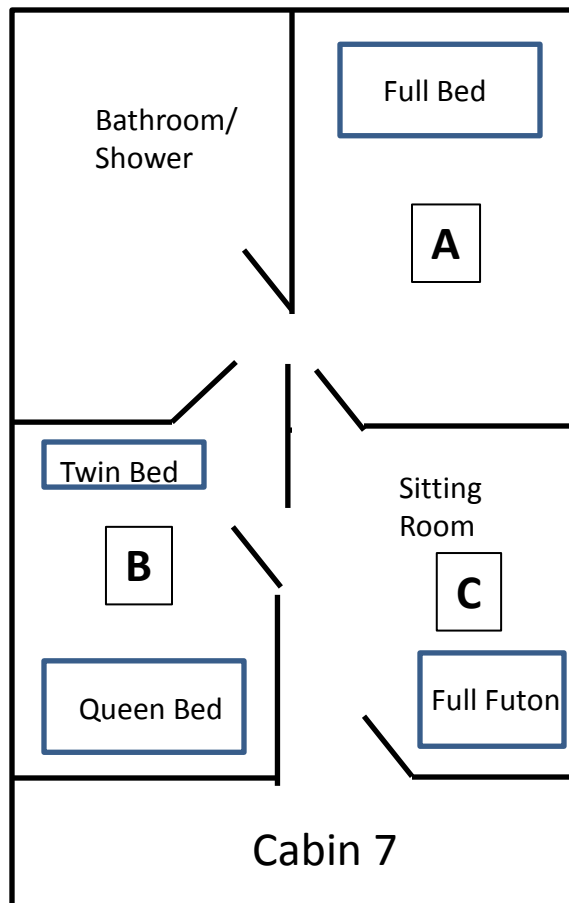 Bathroom/
Shower
Full Bed
A
Twin Bed
B
Queen Bed
Sitting
Room
C
Full Futon
Cabin 7